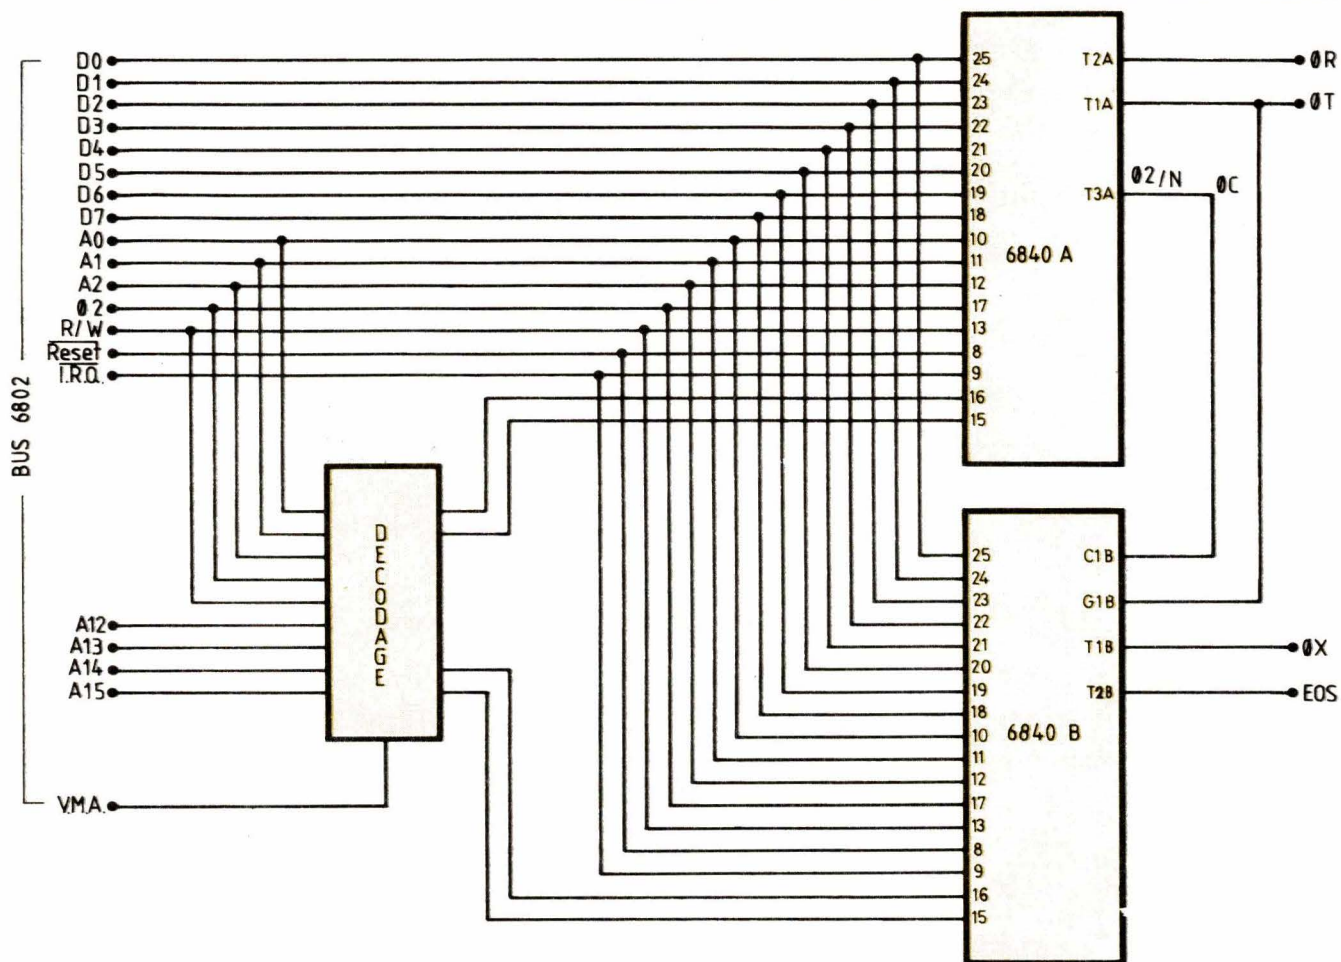 BUS 6802
D0
D1
D2
D3
D4
D5
D6
D7
A0
A1
A2
Ø2
R/W
Reset
I.R.Q.
A12
A13
A14
A15
V.M.A.
DECODAGE
25
24
23
22
21
20
19
18
10
11
12
17
13
8
9
16
15
6840 A
T2A
T1A
T3A
ØR
ØT
Ø2/N ØC
25
24
23
22
21
20
19
18
10
11
12
17
13
8
9
16
15
6840 B
C1B
G1B
T1B
T2B
ØX
EOS